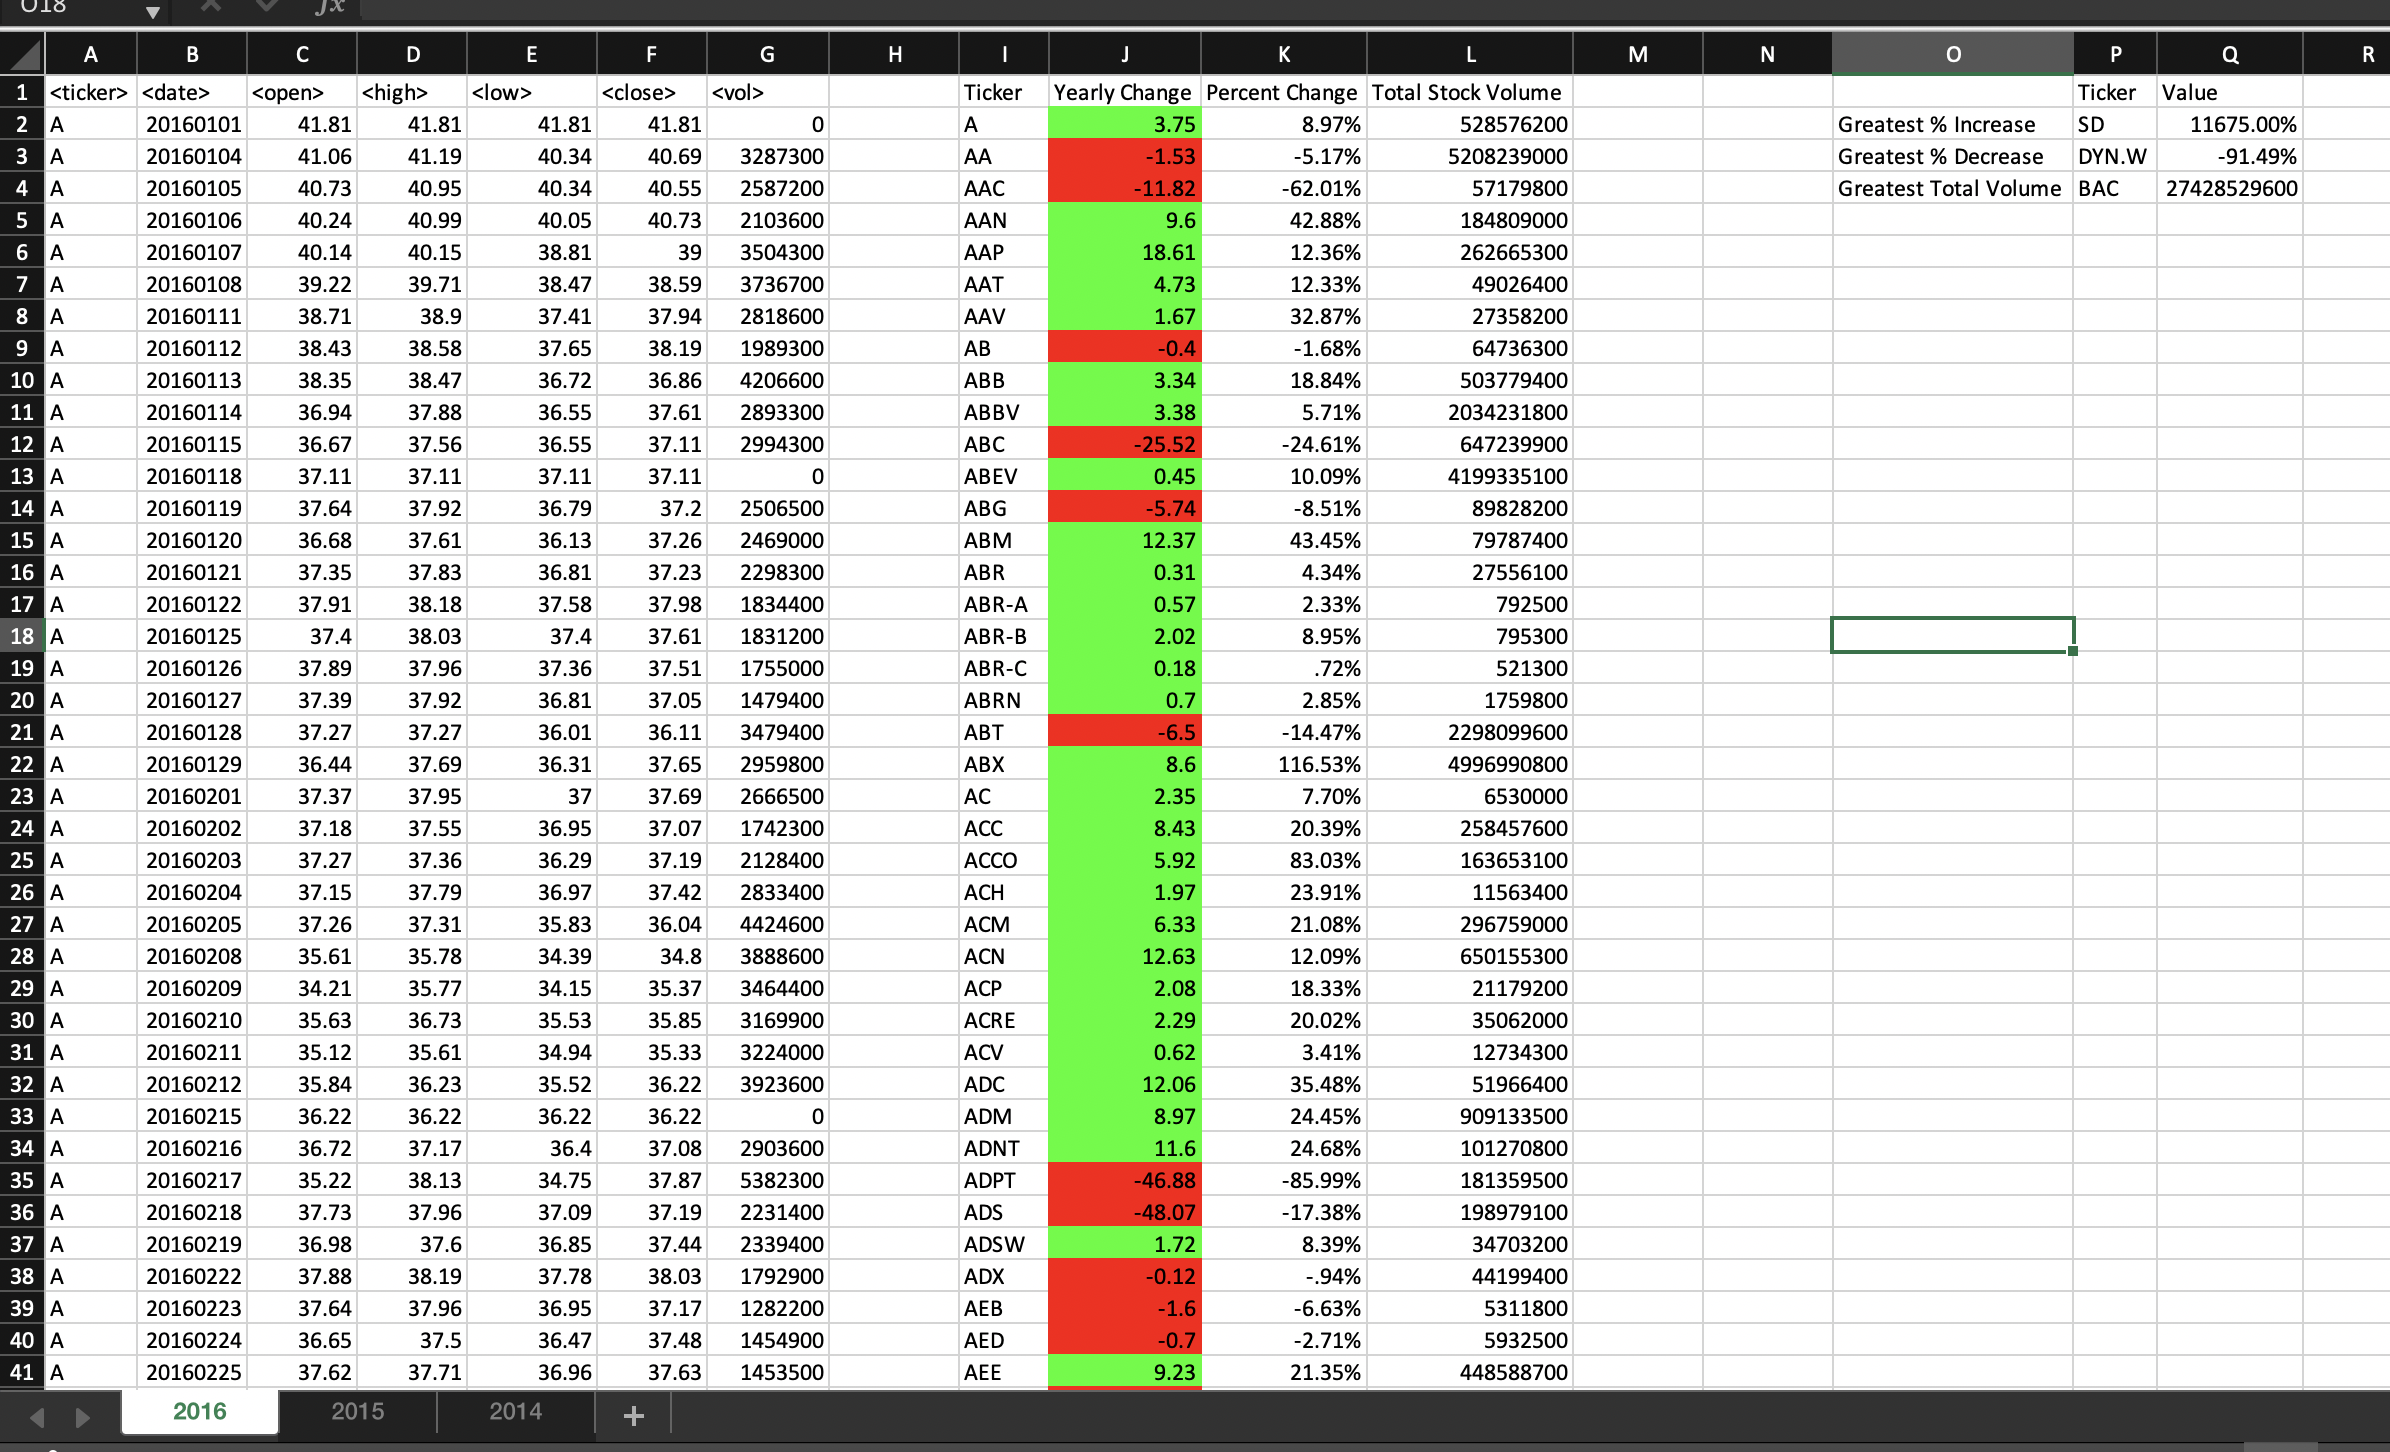 O18 fx
A B C D E F G H I J K L M N O P Q R
1 <ticker> <date> <open> <high> <low> <close> <vol> Ticker Yearly Change Percent Change Total Stock Volume Ticker Value
2 A 20160101 41.81 41.81 41.81 41.81 0 A 3.75 8.97% 528576200 Greatest % Increase SD 11675.00%
3 A 20160104 41.06 41.19 40.34 40.69 3287300 AA -1.53 -5.17% 5208239000 Greatest % Decrease DYN.W -91.49%
4 A 20160105 40.73 40.95 40.34 40.55 2587200 AAC -11.82 -62.01% 57179800 Greatest Total Volume BAC 27428529600
5 A 20160106 40.24 40.99 40.05 40.73 2103600 AAN 9.6 42.88% 184809000
6 A 20160107 40.14 40.15 38.81 39 3504300 AAP 18.61 12.36% 262665300
7 A 20160108 39.22 39.71 38.47 38.59 3736700 AAT 4.73 12.33% 49026400
8 A 20160111 38.71 38.9 37.41 37.94 2818600 AAV 1.67 32.87% 27358200
9 A 20160112 38.43 38.58 37.65 38.19 1989300 AB -0.4 -1.68% 64736300
10 A 20160113 38.35 38.47 36.72 36.86 4206600 ABB 3.34 18.84% 503779400
11 A 20160114 36.94 37.88 36.55 37.61 2893300 ABBV 3.38 5.71% 2034231800
12 A 20160115 36.67 37.56 36.55 37.11 2994300 ABC -25.52 -24.61% 647239900
13 A 20160118 37.11 37.11 37.11 37.11 0 ABEV 0.45 10.09% 4199335100
14 A 20160119 37.64 37.92 36.79 37.2 2506500 ABG -5.74 -8.51% 89828200
15 A 20160120 36.68 37.61 36.13 37.26 2469000 ABM 12.37 43.45% 79787400
16 A 20160121 37.35 37.83 36.81 37.23 2298300 ABR 0.31 4.34% 27556100
17 A 20160122 37.91 38.18 37.58 37.98 1834400 ABR-A 0.57 2.33% 792500
18 A 20160125 37.4 38.03 37.4 37.61 1831200 ABR-B 2.02 8.95% 795300
19 A 20160126 37.89 37.96 37.36 37.51 1755000 ABR-C 0.18 .72% 521300
20 A 20160127 37.39 37.92 36.81 37.05 1479400 ABRN 0.7 2.85% 1759800
21 A 20160128 37.27 37.27 36.01 36.11 3479400 ABT -6.5 -14.47% 2298099600
22 A 20160129 36.44 37.69 36.31 37.65 2959800 ABX 8.6 116.53% 4996990800
23 A 20160201 37.37 37.95 37 37.69 2666500 AC 2.35 7.70% 6530000
24 A 20160202 37.18 37.55 36.95 37.07 1742300 ACC 8.43 20.39% 258457600
25 A 20160203 37.27 37.36 36.29 37.19 2128400 ACCO 5.92 83.03% 163653100
26 A 20160204 37.15 37.79 36.97 37.42 2833400 ACH 1.97 23.91% 11563400
27 A 20160205 37.26 37.31 35.83 36.04 4424600 ACM 6.33 21.08% 296759000
28 A 20160208 35.61 35.78 34.39 34.8 3888600 ACN 12.63 12.09% 650155300
29 A 20160209 34.21 35.77 34.15 35.37 3464400 ACP 2.08 18.33% 21179200
30 A 20160210 35.63 36.73 35.53 35.85 3169900 ACRE 2.29 20.02% 35062000
31 A 20160211 35.12 35.61 34.94 35.33 3224000 ACV 0.62 3.41% 12734300
32 A 20160212 35.84 36.23 35.52 36.22 3923600 ADC 12.06 35.48% 51966400
33 A 20160215 36.22 36.22 36.22 36.22 0 ADM 8.97 24.45% 909133500
34 A 20160216 36.72 37.17 36.4 37.08 2903600 ADNT 11.6 24.68% 101270800
35 A 20160217 35.22 38.13 34.75 37.87 5382300 ADPT -46.88 -85.99% 181359500
36 A 20160218 37.73 37.96 37.09 37.19 2231400 ADS -48.07 -17.38% 198979100
37 A 20160219 36.98 37.6 36.85 37.44 2339400 ADSW 1.72 8.39% 34703200
38 A 20160222 37.88 38.19 37.78 38.03 1792900 ADX -0.12 -.94% 44199400
39 A 20160223 37.64 37.96 36.95 37.17 1282200 AEB -1.6 -6.63% 5311800
40 A 20160224 36.65 37.5 36.47 37.48 1454900 AED -0.7 -2.71% 5932500
41 A 20160225 37.62 37.71 36.96 37.63 1453500 AEE 9.23 21.35% 448588700
2016 2015 2014 +